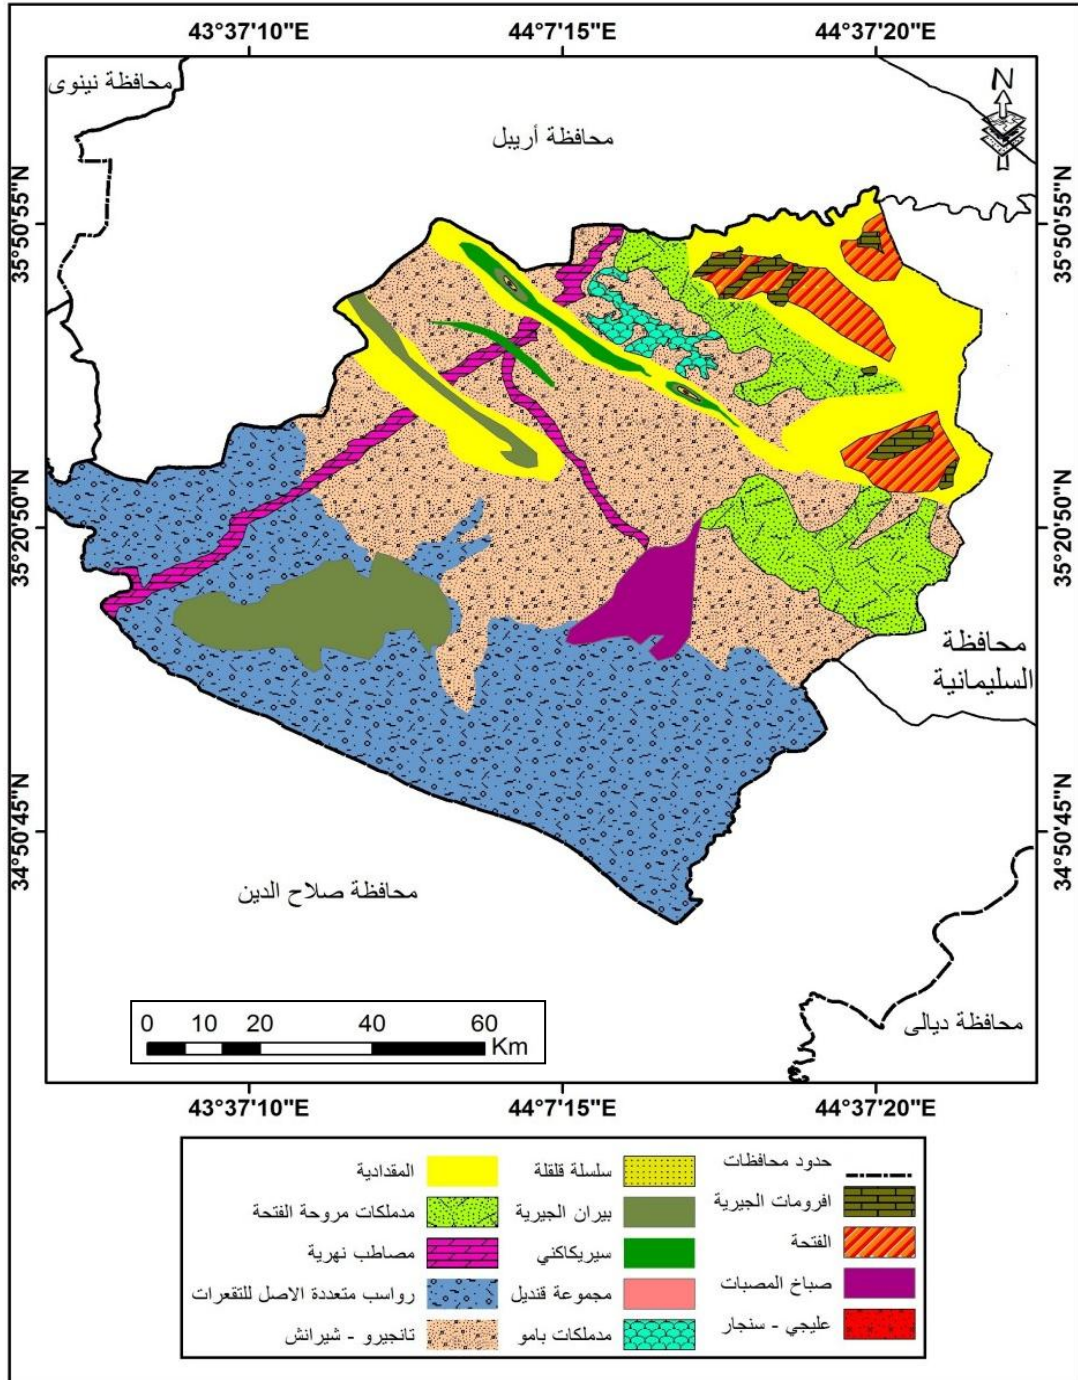 43°37'10"E 44°7'15"E 44°37'20"E
محافظة نينوى
N
محافظة أربيل
35°50'55"N 35°50'55"N
35°20'50"N 35°20'50"N
محافظة
السليمانية
34°50'45"N 34°50'45"N
محافظة صلاح الدين
محافظة ديالى
0 10 20 40 60
Km
43°37'10"E 44°7'15"E 44°37'20"E
حدود محافظات سلسلة قلقلة المقدادية
افرومات الجيرية بيران الجيرية مدملكات مروحة الفتحة
الفتحة سيريكاكني مصاطب نهرية
صباخ المصبات مجموعة قنديل رواسب متعددة الاصل للتقعرات
عليجي - سنجار مدملكات بامو تانجيرو - شيرانش